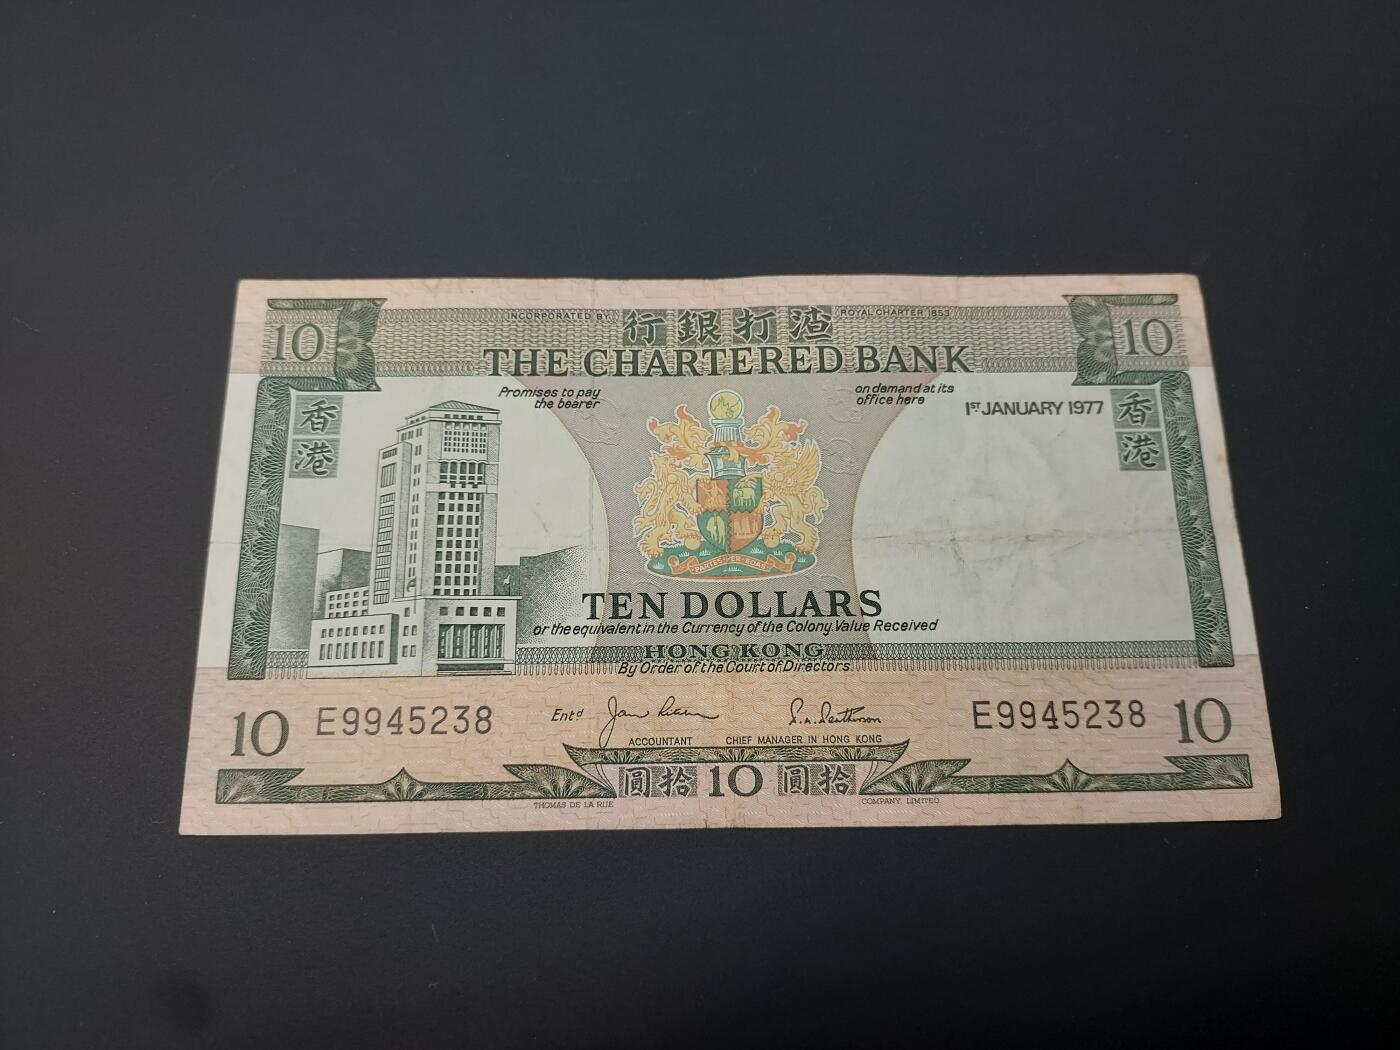 INCORPORATED BY 行銀打渣 ROYAL CHARTER 1853
10 THE CHARTERED BANK 10
Promises to pay
the bearer
on demand at its
office here
1ST JANUARY 1977
香港
香港
PARTES PER EOAS
TEN DOLLARS
or the equivalent in the Currency of the Colony. Value Received
HONG KONG
By Order of the Court of Directors
10 E9945238 Entd E9945238 10
ACCOUNTANT CHIEF MANAGER IN HONG KONG
圓拾 10 圓拾
THOMAS DE LA RUE COMPANY, LIMITED.